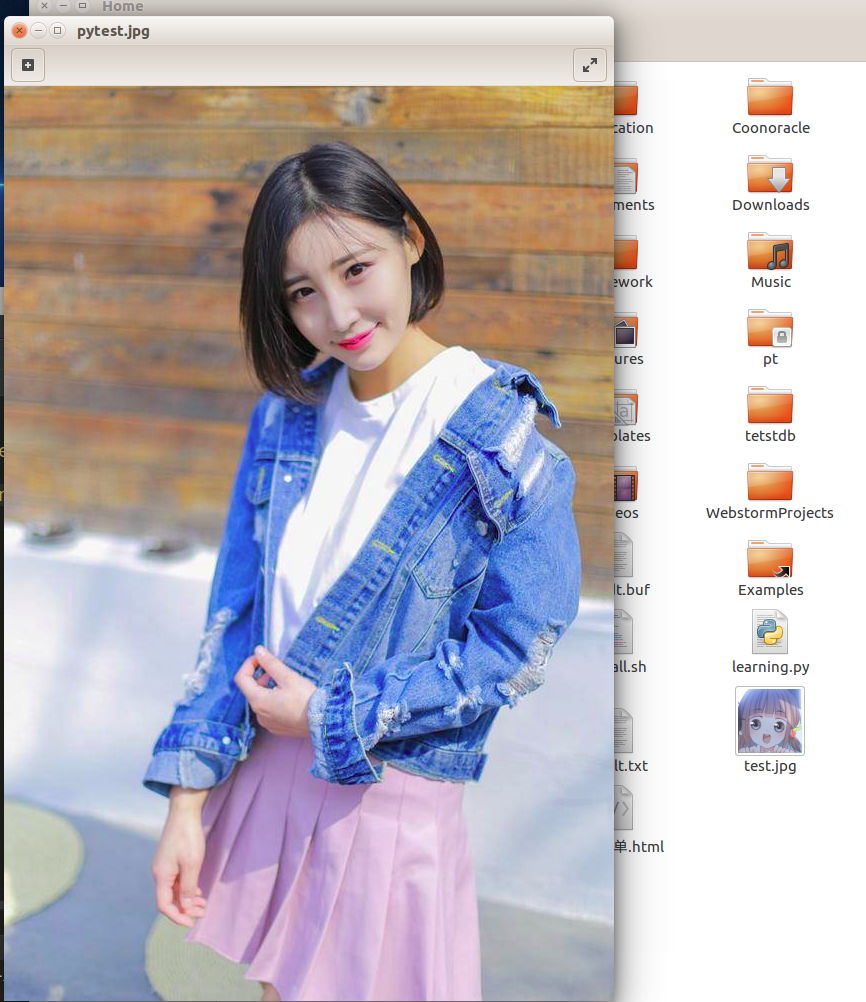 Home
pytest.jpg
cation
Coonoracle
ments
Downloads
ework
Music
ures
pt
plates
tetstdb
eos
WebstormProjects
Examples
lt.buf
learning.py
all.sh
test.jpg
lt.txt
单.html